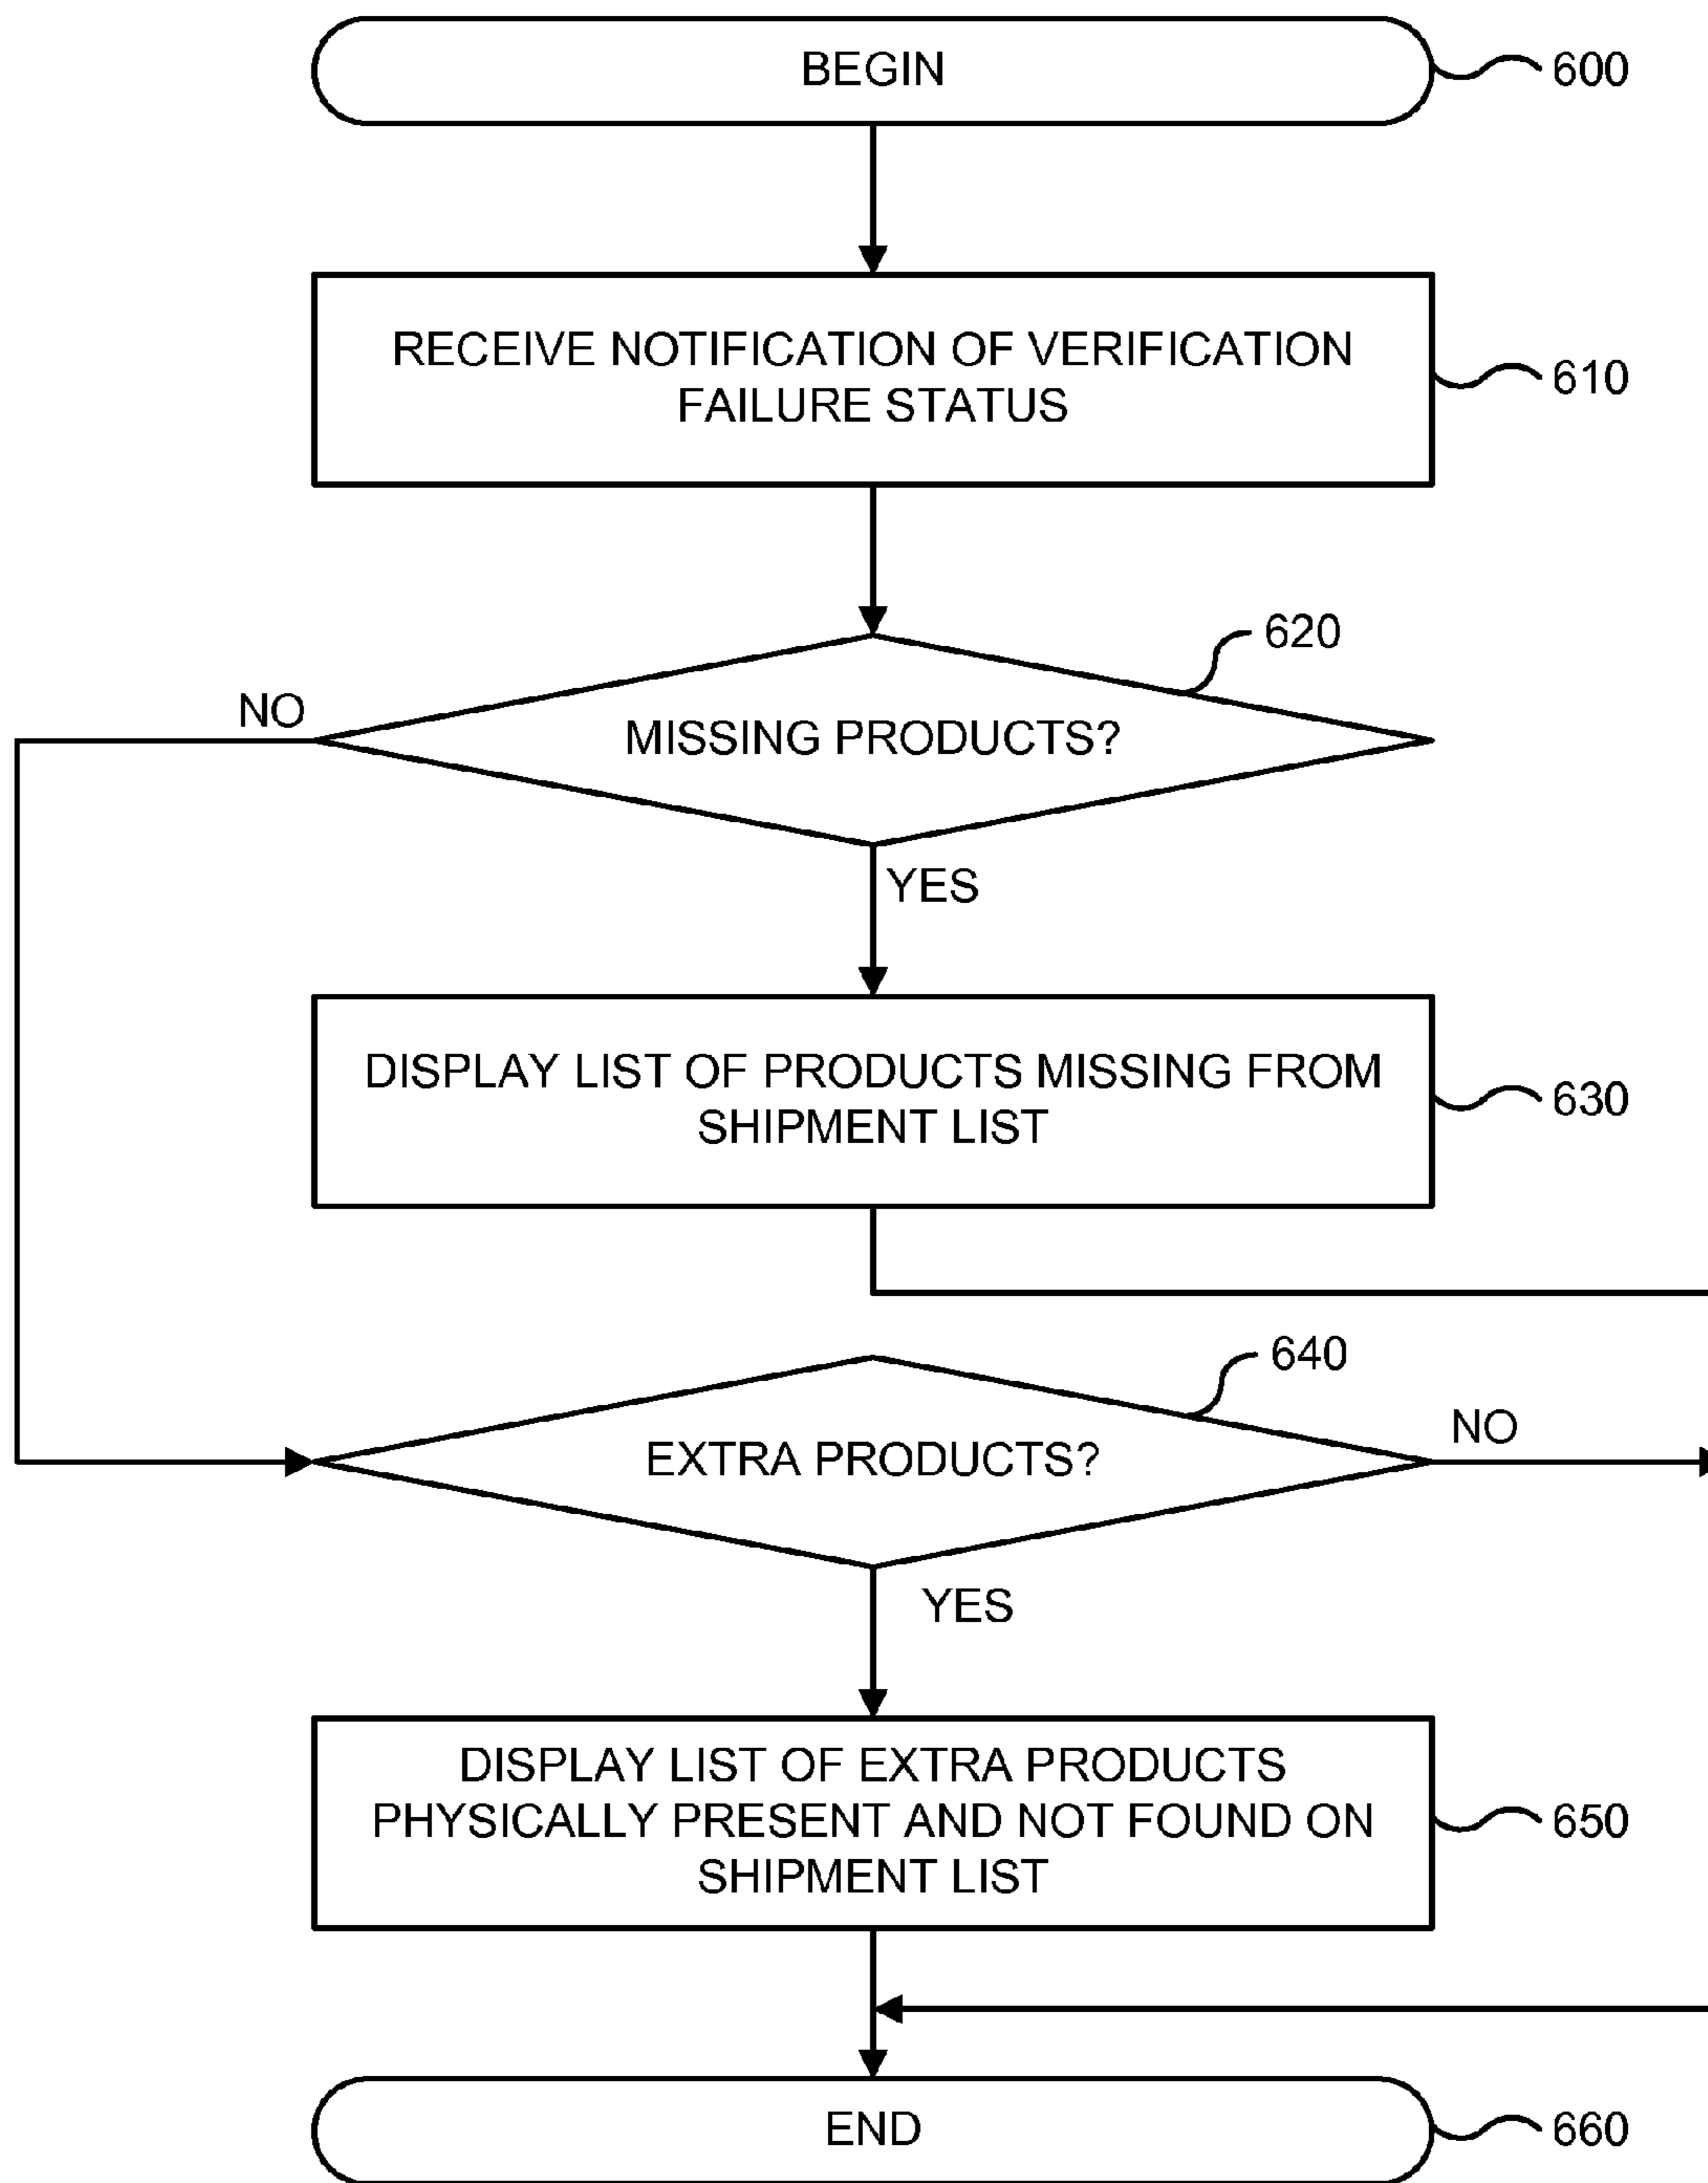 BEGIN
600
RECEIVE NOTIFICATION OF VERIFICATION
FAILURE STATUS
610
620
NO
MISSING PRODUCTS?
YES
DISPLAY LIST OF PRODUCTS MISSING FROM
SHIPMENT LIST
630
640
NO
EXTRA PRODUCTS?
YES
DISPLAY LIST OF EXTRA PRODUCTS
PHYSICALLY PRESENT AND NOT FOUND ON
SHIPMENT LIST
650
END
660